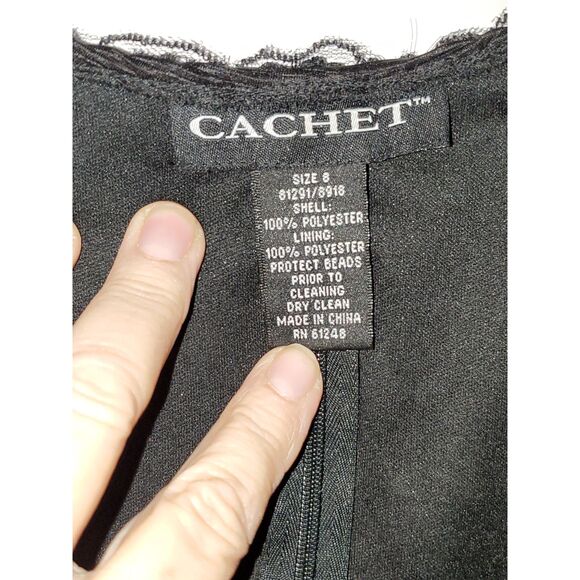 CACHET™
SIZE 8
81291/8918
SHELL:
100% POLYESTER
LINING:
100% POLYESTER
PROTECT BEADS
PRIOR TO
CLEANING
DRY CLEAN
MADE IN CHINA
RN 61248